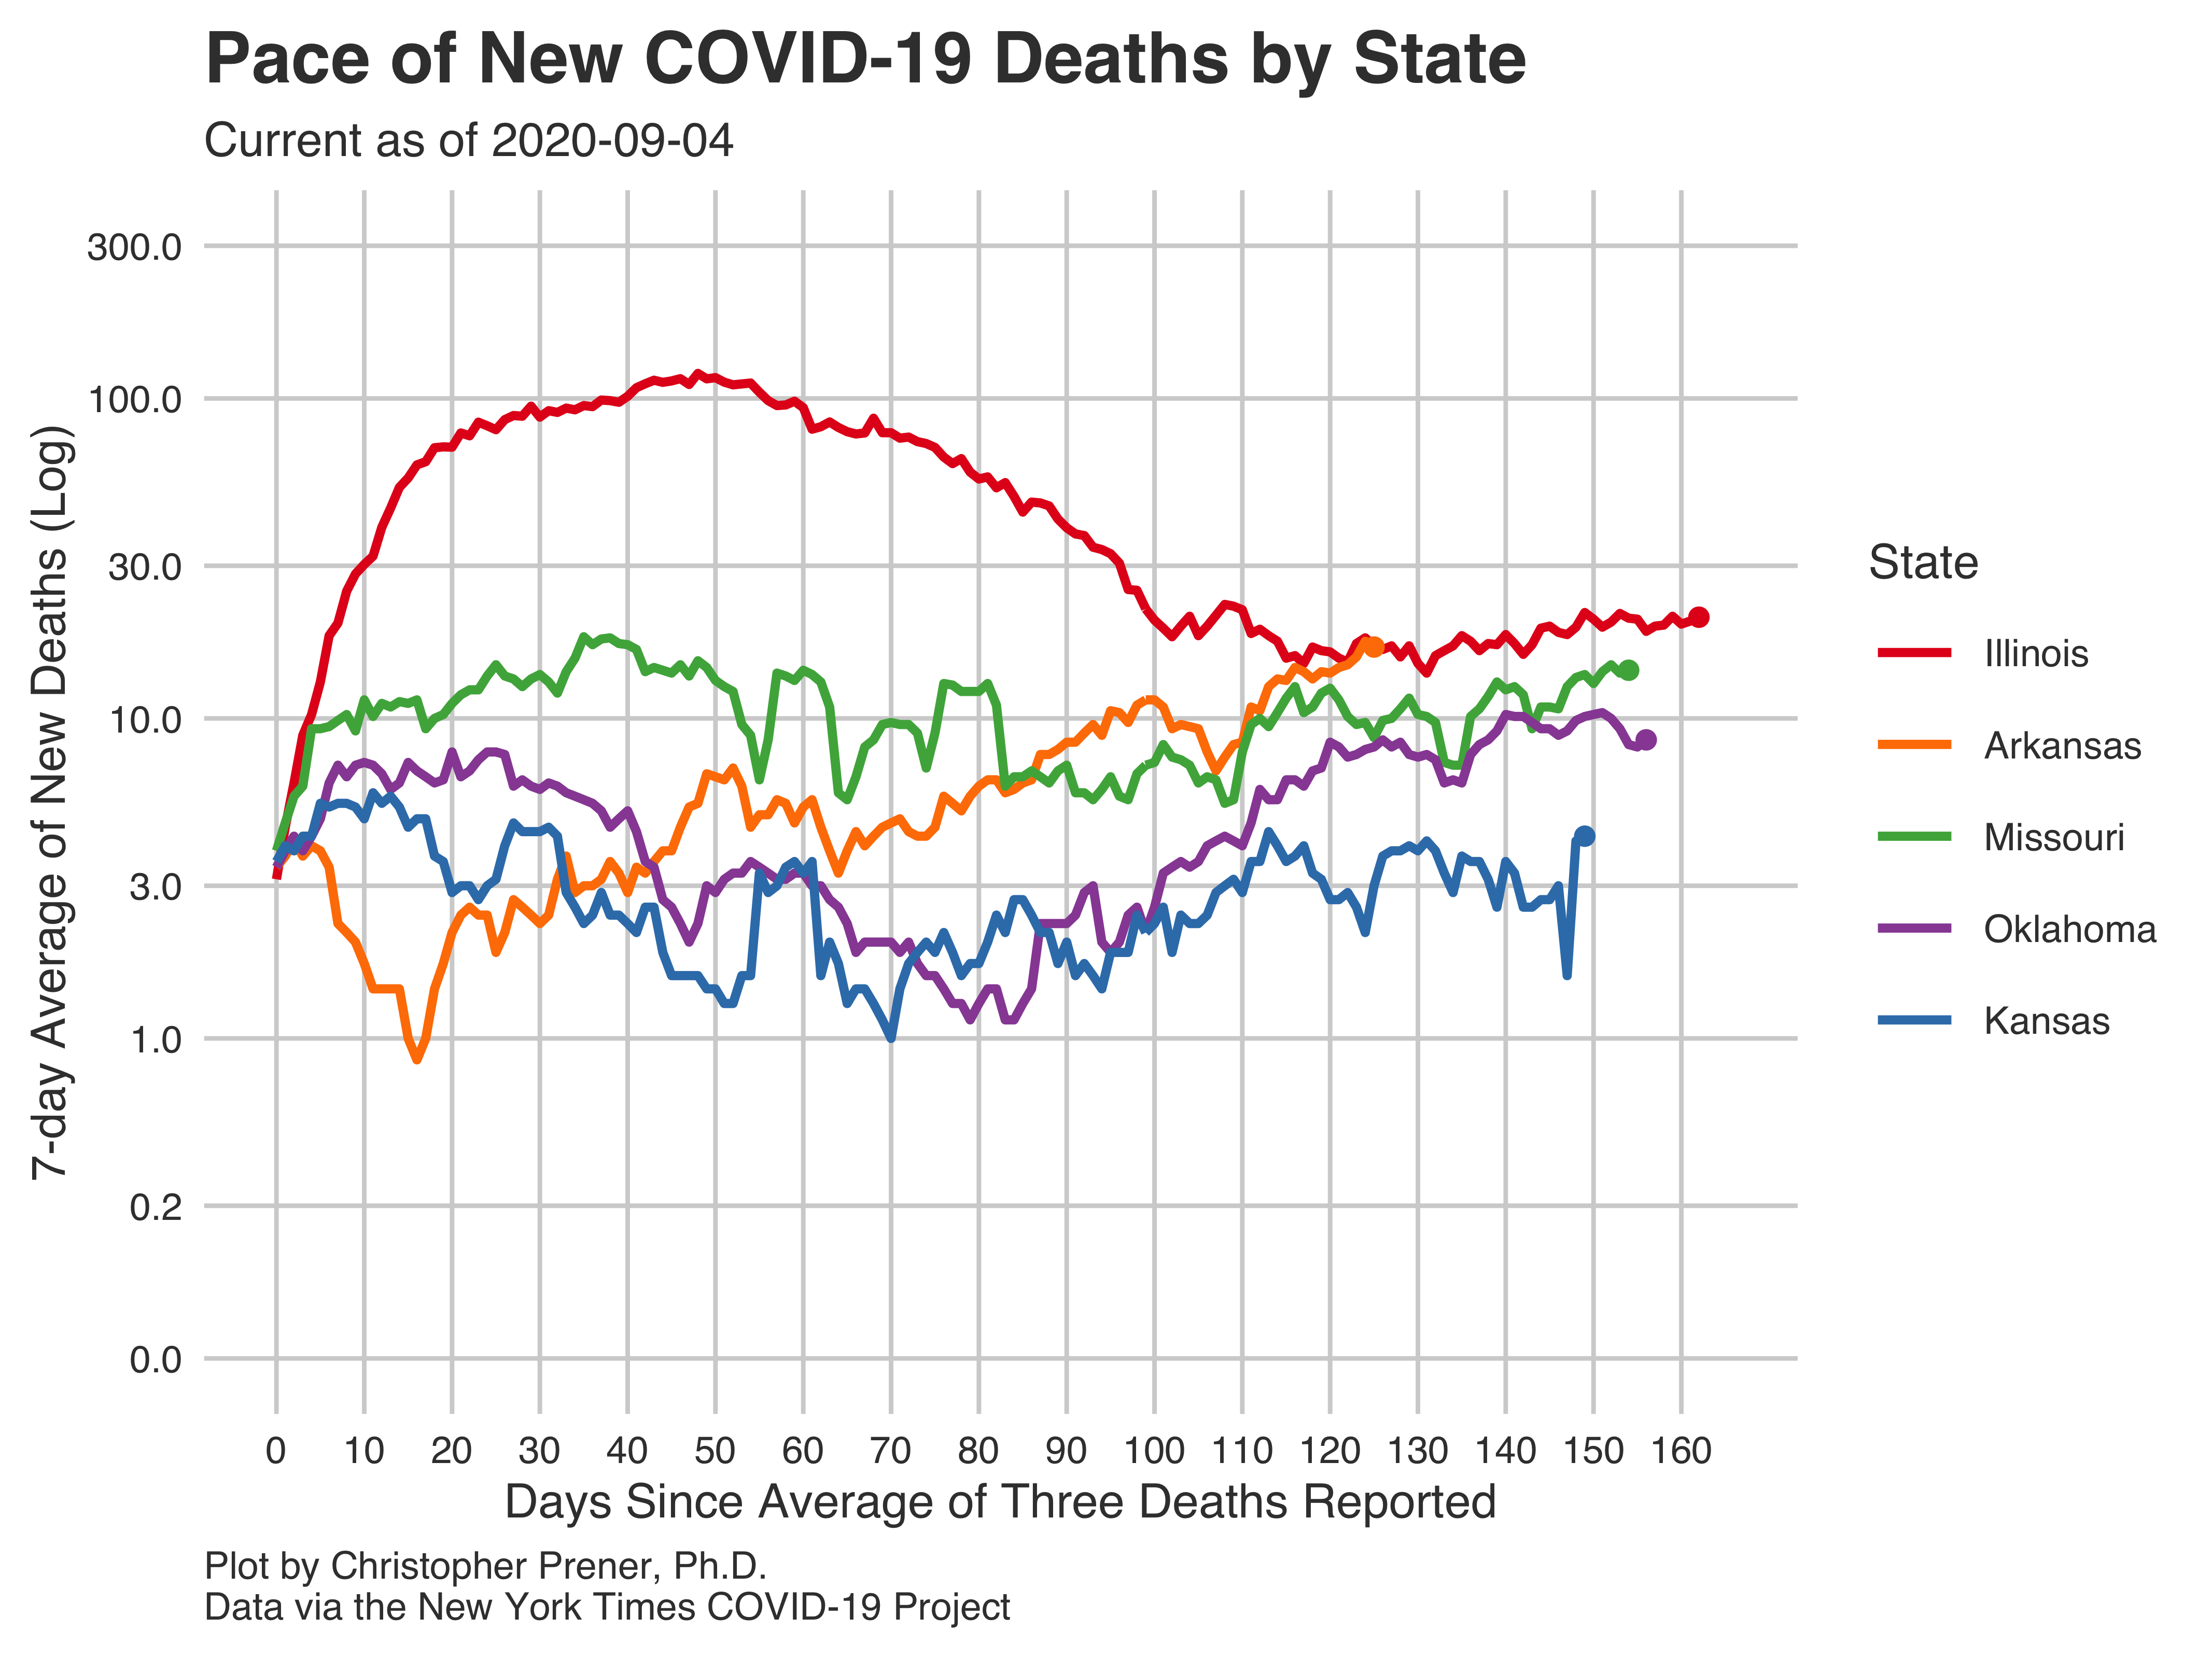 Pace of New COVID-19 Deaths by State
Current as of 2020-09-04
7-day Average of New Deaths (Log)
300.0
100.0
30.0
10.0
3.0
1.0
0.2
0.0
0 10 20 30 40 50 60 70 80 90 100 110 120 130 140 150 160
Days Since Average of Three Deaths Reported
State
Illinois
Arkansas
Missouri
Oklahoma
Kansas
Plot by Christopher Prener, Ph.D.
Data via the New York Times COVID-19 Project